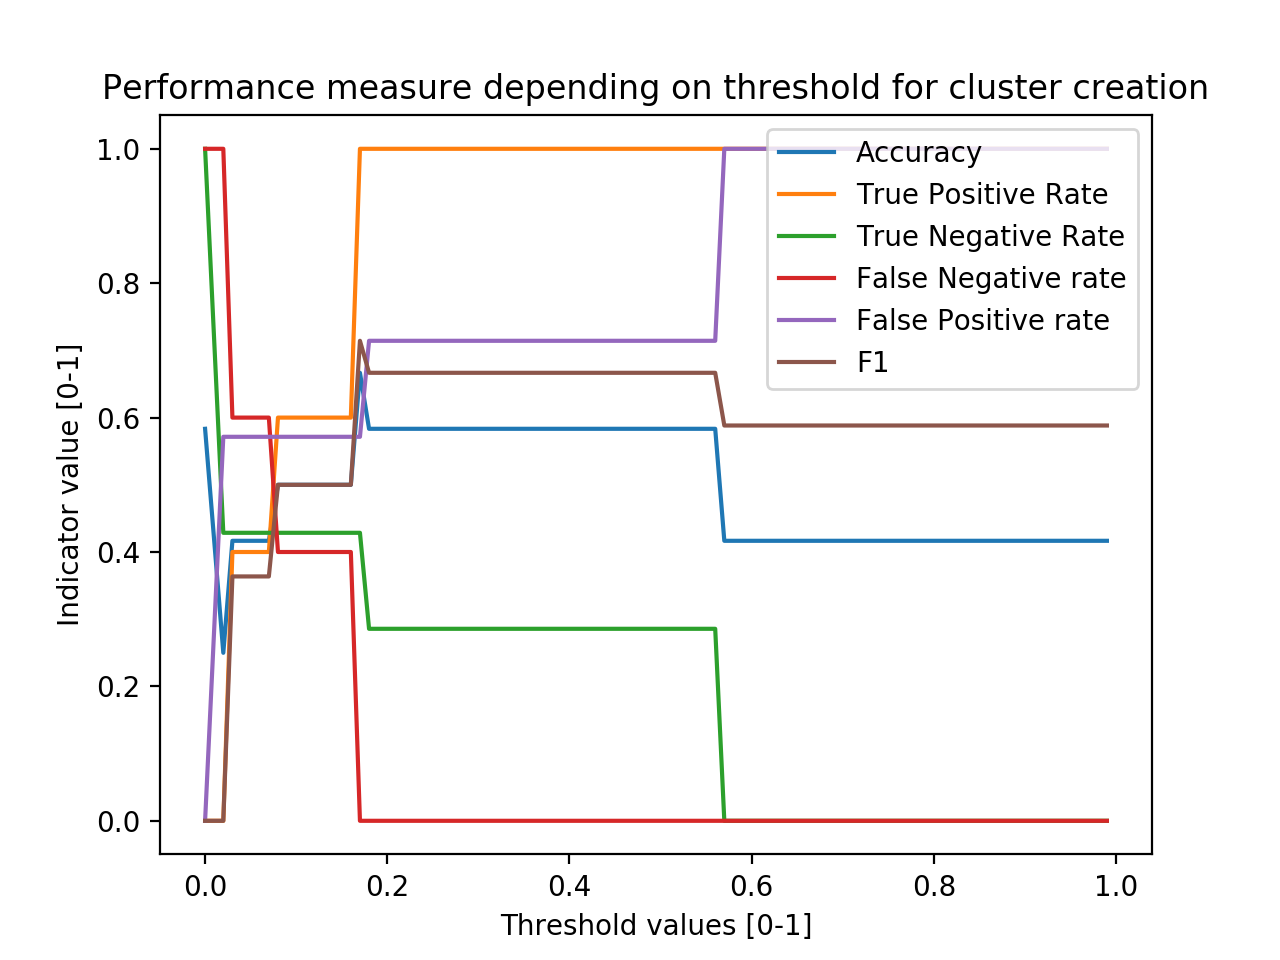 Performance measure depending on threshold for cluster creation
1.0
0.8
0.6
0.4
0.2
0.0
Indicator value [0-1]
Accuracy
True Positive Rate
True Negative Rate
False Negative rate
False Positive rate
F1
0.0 0.2 0.4 0.6 0.8 1.0
Threshold values [0-1]